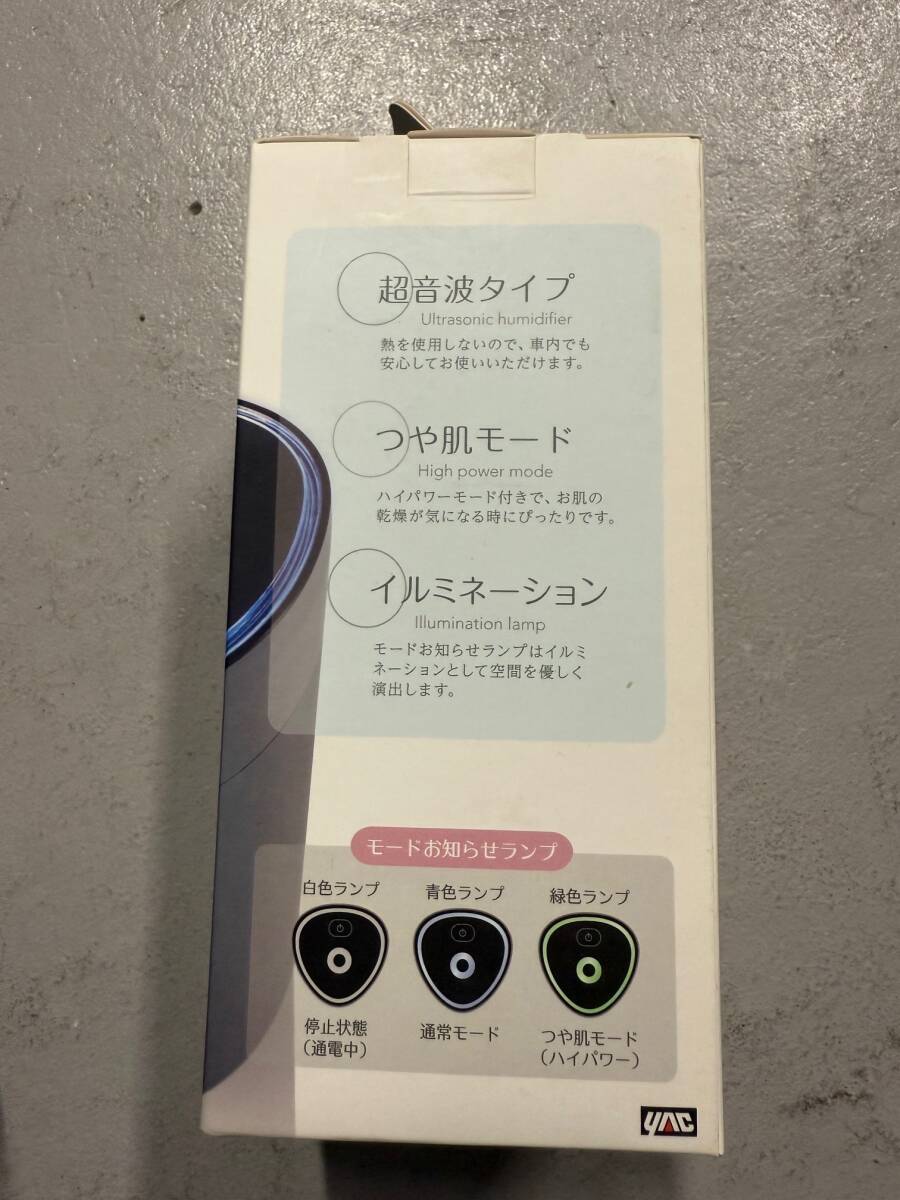 超音波タイプ
Ultrasonic humidifier
熱を使用しないので、車内でも
安心してお使いいただけます。
つや肌モード
High power mode
ハイパワーモード付きで、お肌の
乾燥が気になる時にぴったりです。
イルミネーション
Illumination lamp
モードお知らせランプはイルミ
ネーションとして空間を優しく
演出します。
モードお知らせランプ
白色ランプ
青色ランプ
緑色ランプ
停止状態
(通電中)
通常モード
つや肌モード
(ハイパワー)
YAC